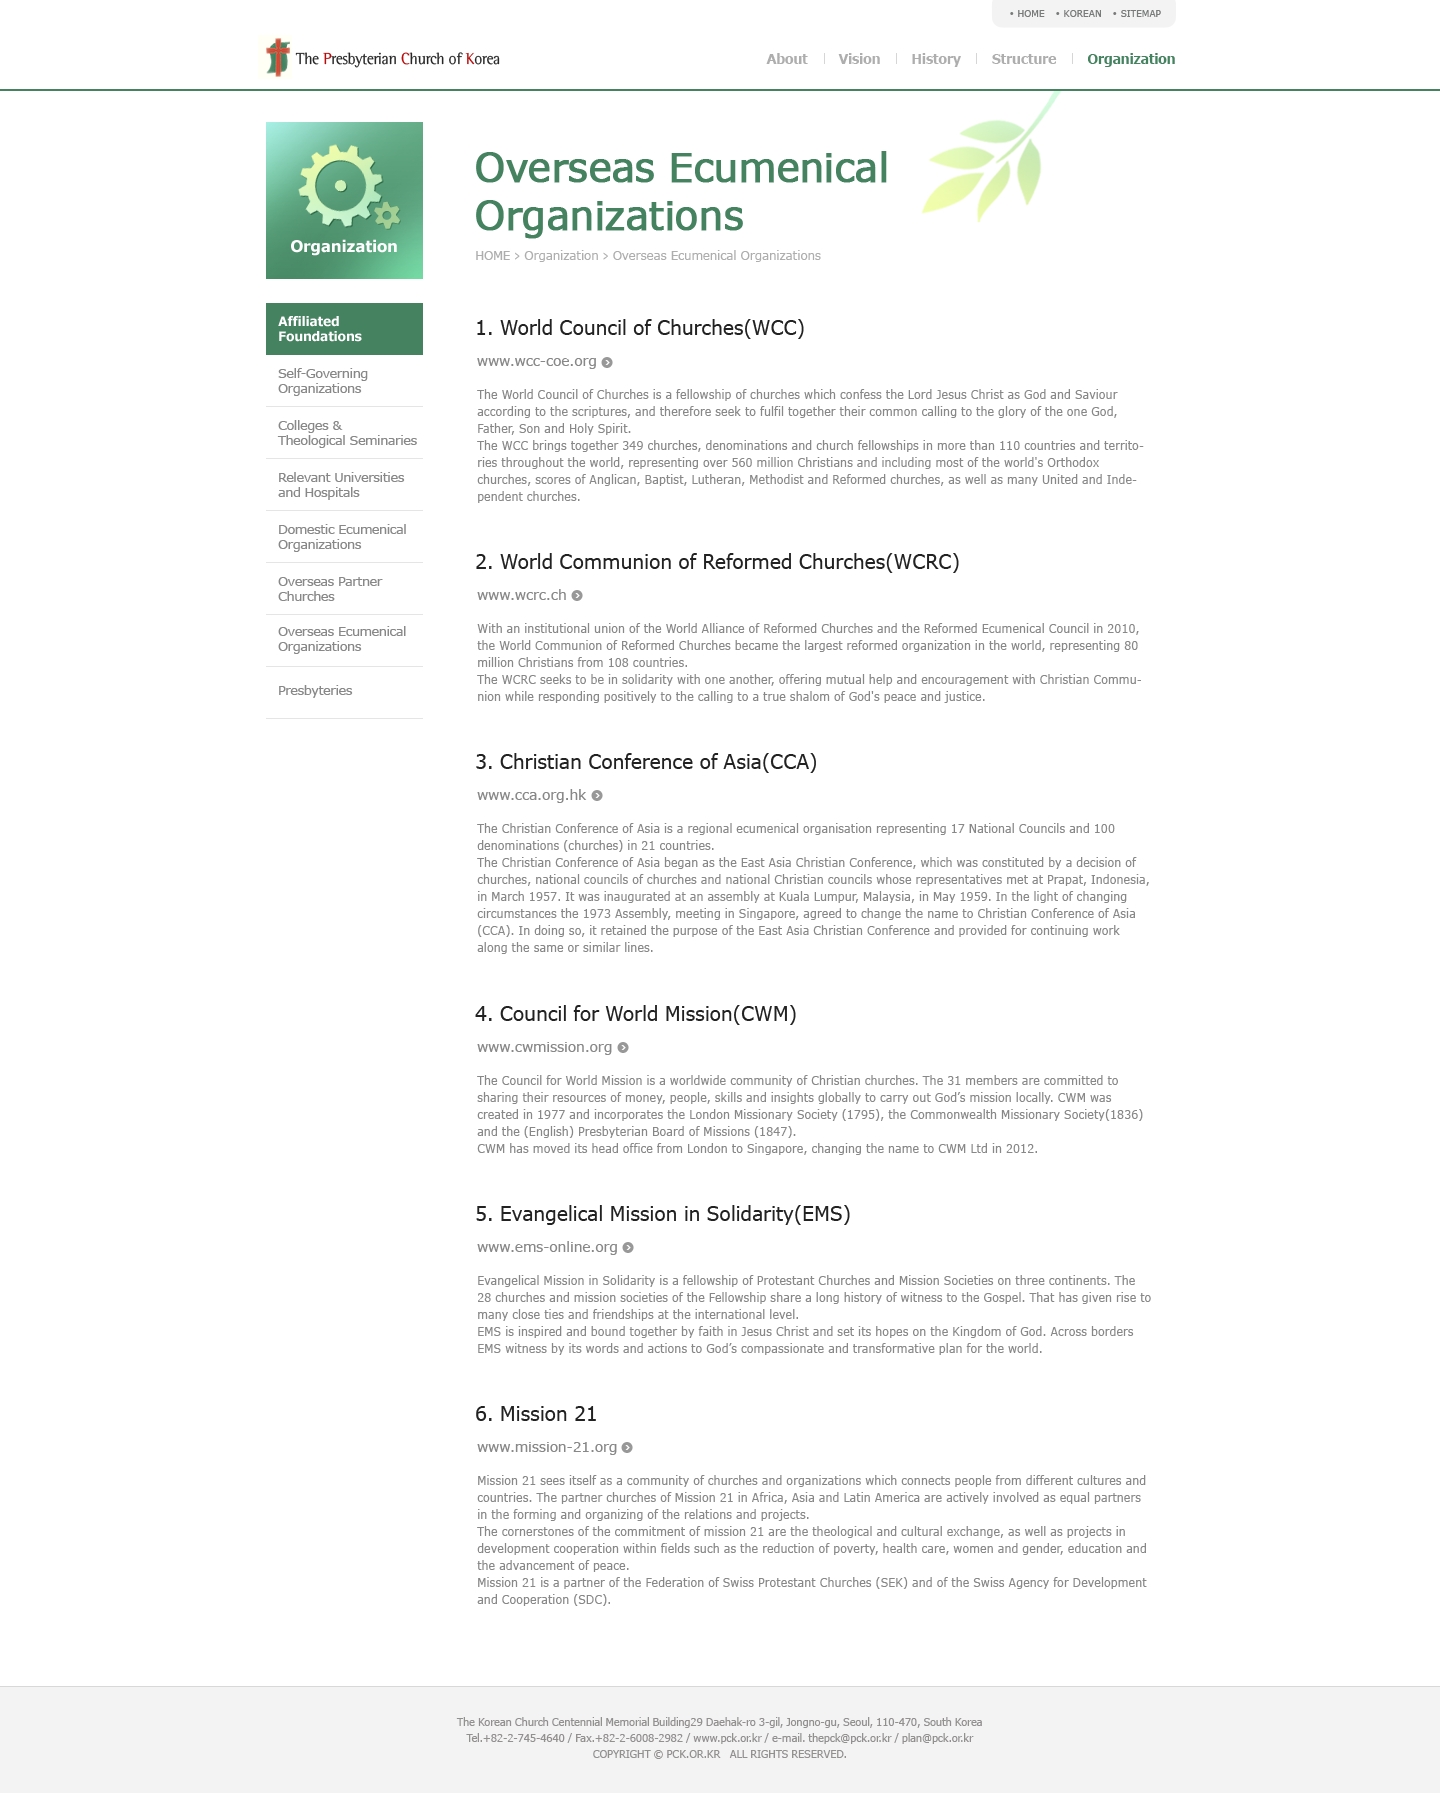 • HOME • KOREAN • SITEMAP
The Presbyterian Church of Korea
About Vision History Structure Organization
Organization
Affiliated
Foundations
Self-Governing
Organizations
Colleges &
Theological Seminaries
Relevant Universities
and Hospitals
Domestic Ecumenical
Organizations
Overseas Partner
Churches
Overseas Ecumenical
Organizations
Presbyteries
Overseas Ecumenical
Organizations
HOME > Organization > Overseas Ecumenical Organizations
1. World Council of Churches(WCC)
www.wcc-coe.org
The World Council of Churches is a fellowship of churches which confess the Lord Jesus Christ as God and Saviour
according to the scriptures, and therefore seek to fulfil together their common calling to the glory of the one God,
Father, Son and Holy Spirit.
The WCC brings together 349 churches, denominations and church fellowships in more than 110 countries and territo-
ries throughout the world, representing over 560 million Christians and including most of the world's Orthodox
churches, scores of Anglican, Baptist, Lutheran, Methodist and Reformed churches, as well as many United and Inde-
pendent churches.
2. World Communion of Reformed Churches(WCRC)
www.wcrc.ch
With an institutional union of the World Alliance of Reformed Churches and the Reformed Ecumenical Council in 2010,
the World Communion of Reformed Churches became the largest reformed organization in the world, representing 80
million Christians from 108 countries.
The WCRC seeks to be in solidarity with one another, offering mutual help and encouragement with Christian Commu-
nion while responding positively to the calling to a true shalom of God's peace and justice.
3. Christian Conference of Asia(CCA)
www.cca.org.hk
The Christian Conference of Asia is a regional ecumenical organisation representing 17 National Councils and 100
denominations (churches) in 21 countries.
The Christian Conference of Asia began as the East Asia Christian Conference, which was constituted by a decision of
churches, national councils of churches and national Christian councils whose representatives met at Prapat, Indonesia,
in March 1957. It was inaugurated at an assembly at Kuala Lumpur, Malaysia, in May 1959. In the light of changing
circumstances the 1973 Assembly, meeting in Singapore, agreed to change the name to Christian Conference of Asia
(CCA). In doing so, it retained the purpose of the East Asia Christian Conference and provided for continuing work
along the same or similar lines.
4. Council for World Mission(CWM)
www.cwmission.org
The Council for World Mission is a worldwide community of Christian churches. The 31 members are committed to
sharing their resources of money, people, skills and insights globally to carry out God’s mission locally. CWM was
created in 1977 and incorporates the London Missionary Society (1795), the Commonwealth Missionary Society(1836)
and the (English) Presbyterian Board of Missions (1847).
CWM has moved its head office from London to Singapore, changing the name to CWM Ltd in 2012.
5. Evangelical Mission in Solidarity(EMS)
www.ems-online.org
Evangelical Mission in Solidarity is a fellowship of Protestant Churches and Mission Societies on three continents. The
28 churches and mission societies of the Fellowship share a long history of witness to the Gospel. That has given rise to
many close ties and friendships at the international level.
EMS is inspired and bound together by faith in Jesus Christ and set its hopes on the Kingdom of God. Across borders
EMS witness by its words and actions to God’s compassionate and transformative plan for the world.
6. Mission 21
www.mission-21.org
Mission 21 sees itself as a community of churches and organizations which connects people from different cultures and
countries. The partner churches of Mission 21 in Africa, Asia and Latin America are actively involved as equal partners
in the forming and organizing of the relations and projects.
The cornerstones of the commitment of mission 21 are the theological and cultural exchange, as well as projects in
development cooperation within fields such as the reduction of poverty, health care, women and gender, education and
the advancement of peace.
Mission 21 is a partner of the Federation of Swiss Protestant Churches (SEK) and of the Swiss Agency for Development
and Cooperation (SDC).
The Korean Church Centennial Memorial Building29 Daehak-ro 3-gil, Jongno-gu, Seoul, 110-470, South Korea
Tel.+82-2-745-4640 / Fax.+82-2-6008-2982 / www.pck.or.kr / e-mail. thepck@pck.or.kr / plan@pck.or.kr
COPYRIGHT © PCK.OR.KR ALL RIGHTS RESERVED.